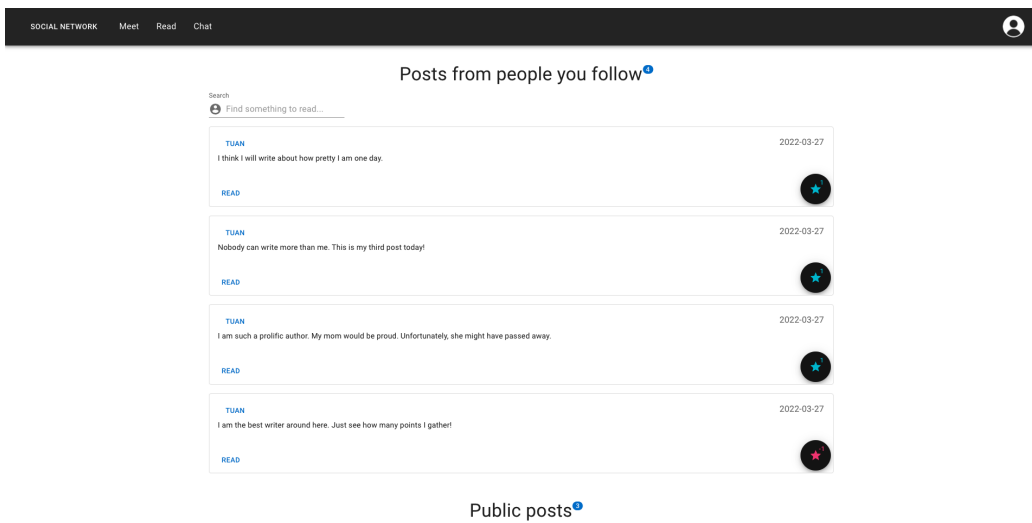 SOCIAL NETWORK Meet Read Chat
Posts from people you follow 4
Search
Find something to read...
TUAN 2022-03-27
I think I will write about how pretty I am one day.
READ 1
TUAN 2022-03-27
Nobody can write more than me. This is my third post today!
READ 1
TUAN 2022-03-27
I am such a prolific author. My mom would be proud. Unfortunately, she might have passed away.
READ 1
TUAN 2022-03-27
I am the best writer around here. Just see how many points I gather!
READ -1
Public posts 3